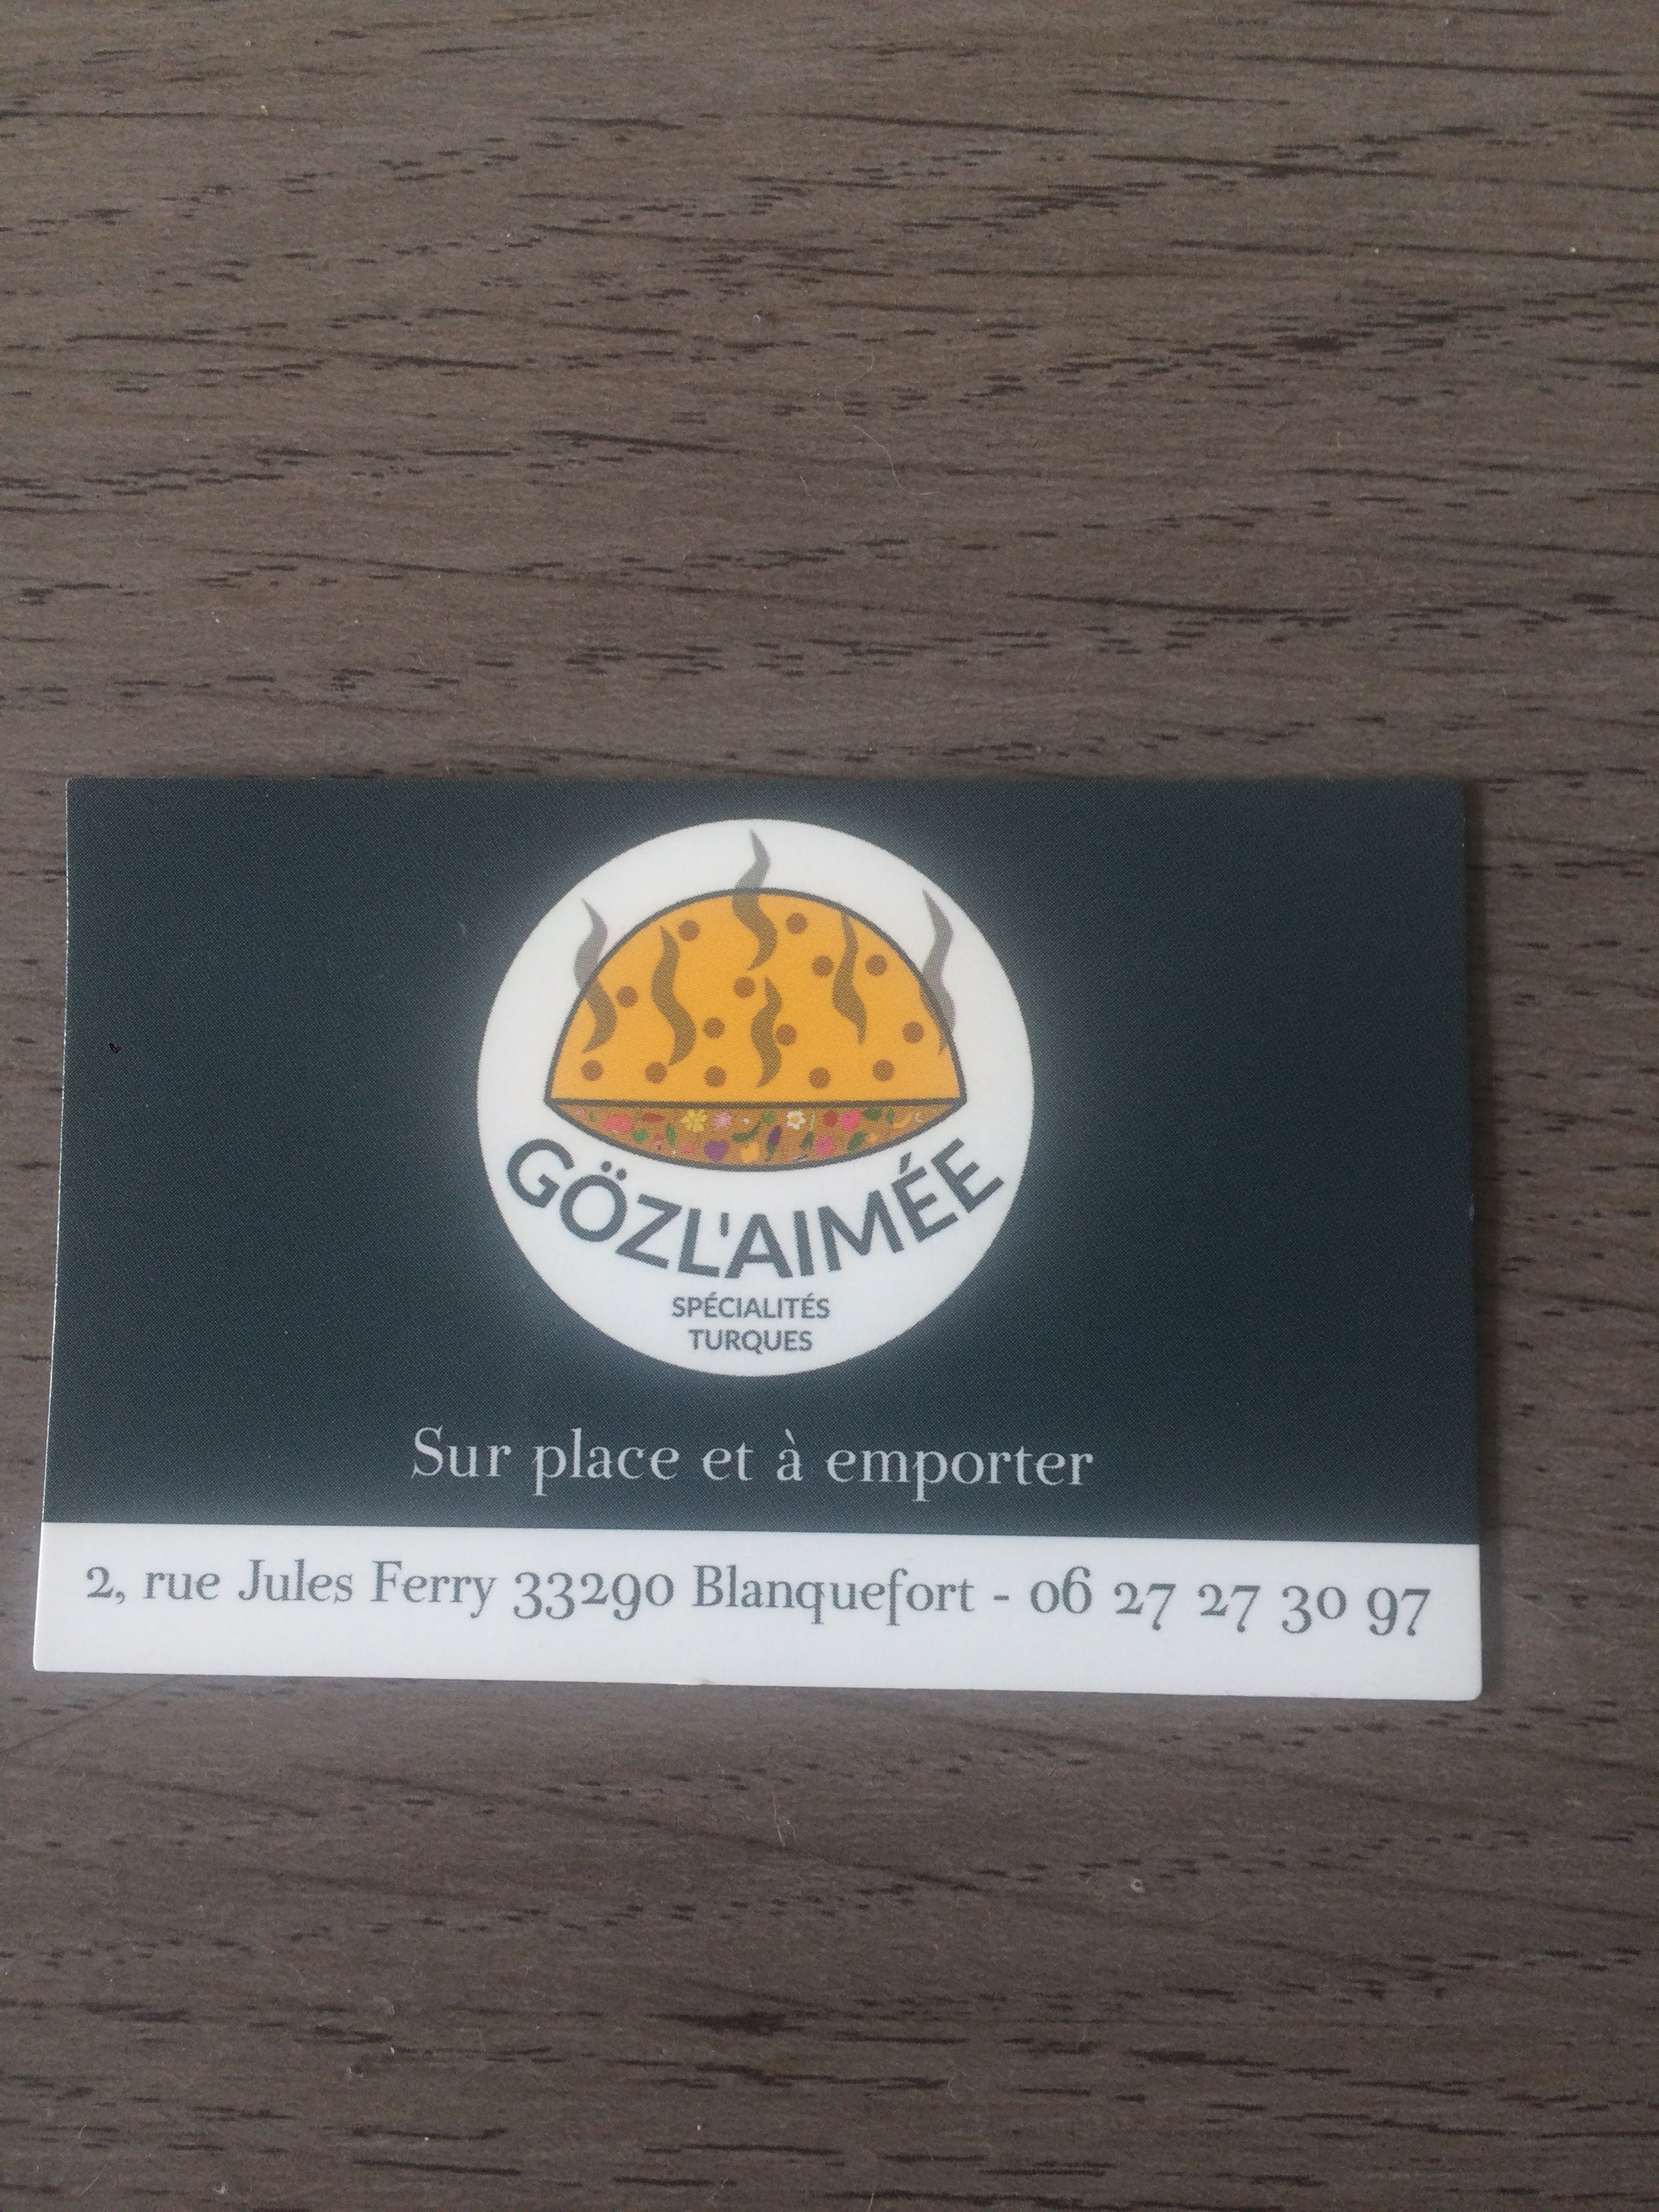 GÖZL'AIMÉE
SPÉCIALITÉS
TURQUES
Sur place et à emporter
2, rue Jules Ferry 33290 Blanquefort - 06 27 27 30 97